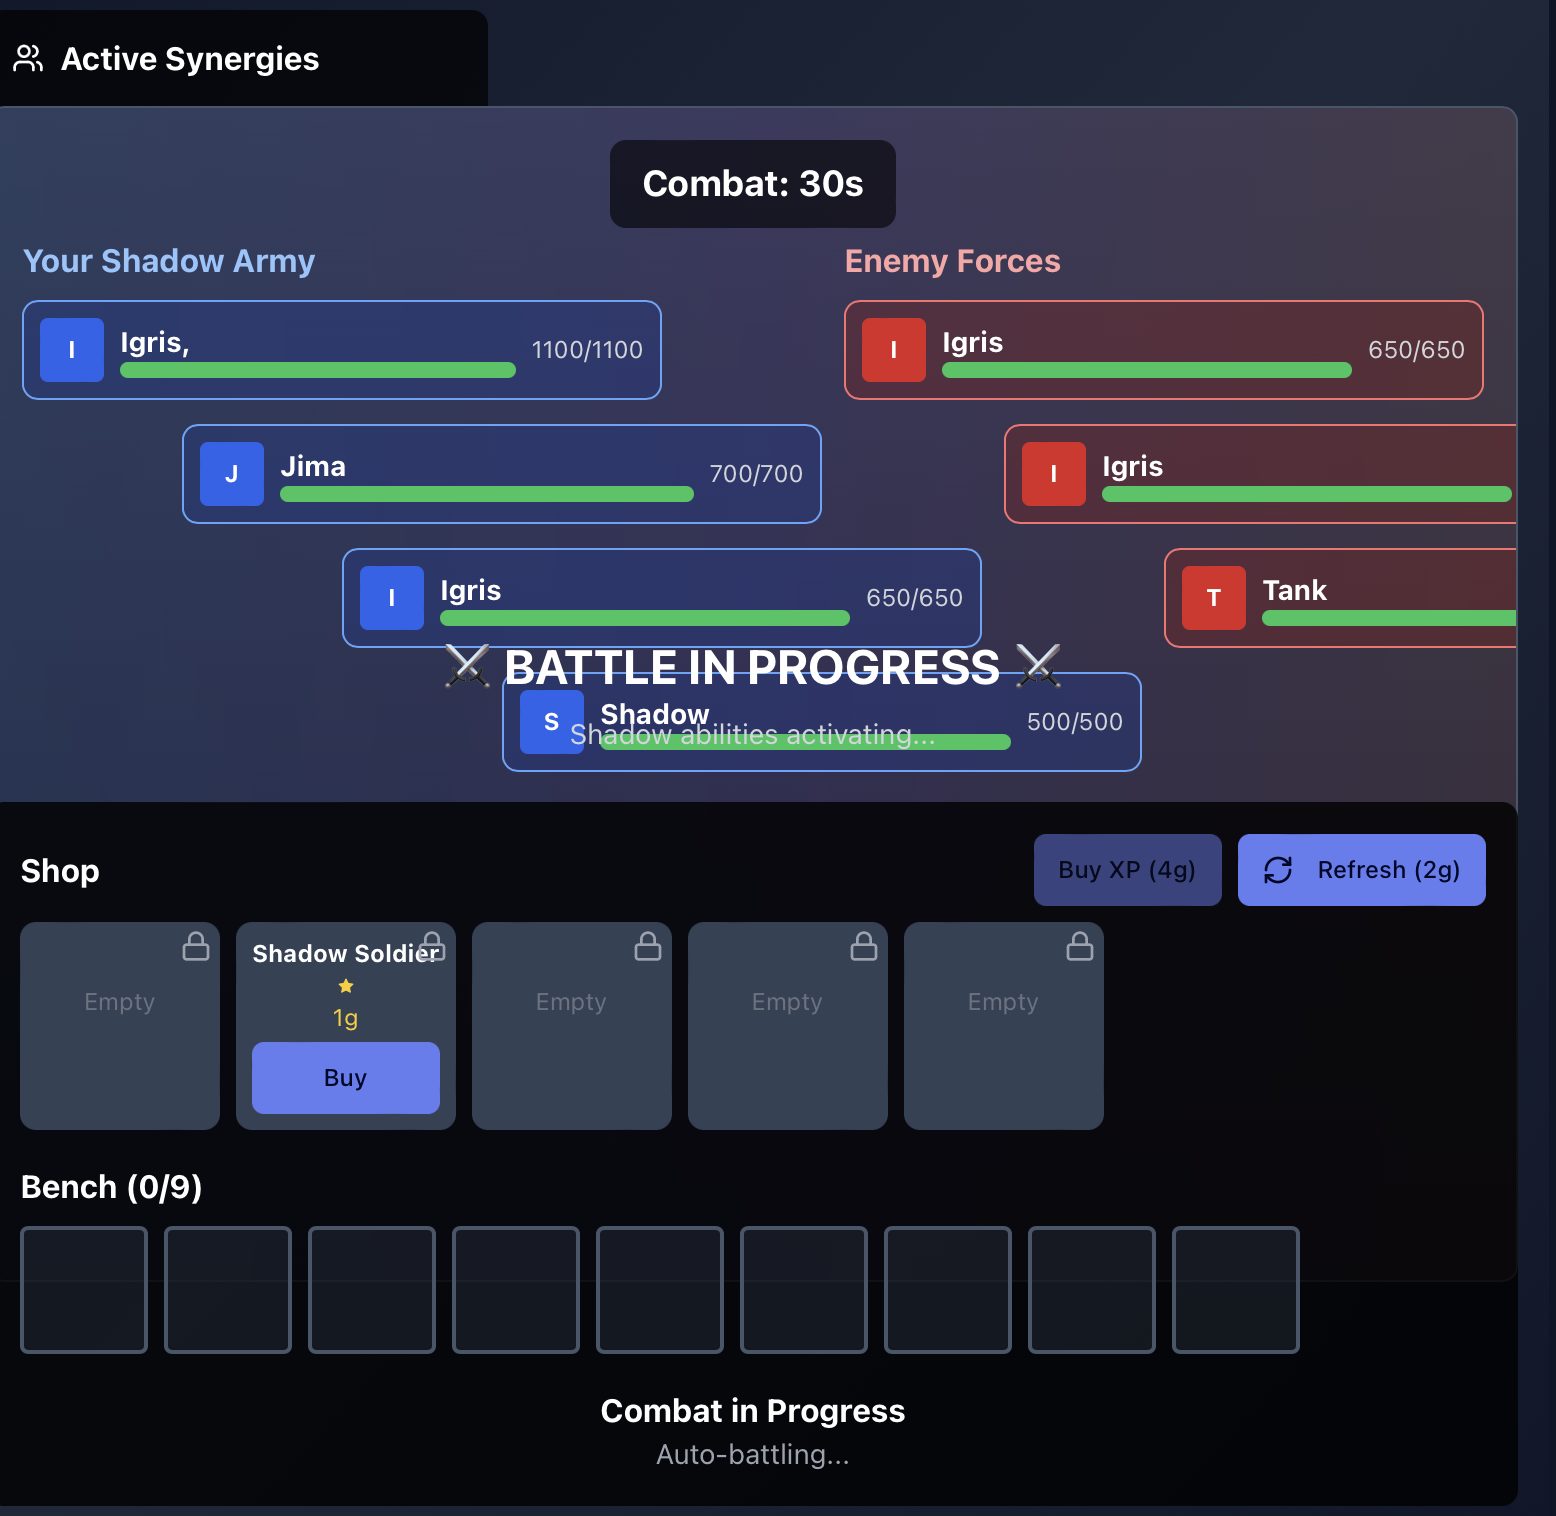 Active Synergies
Combat: 30s
Your Shadow Army
Enemy Forces
I
Igris,
1100/1100
I
Igris
650/650
J
Jima
700/700
I
Igris
I
Igris
650/650
T
Tank
⚔️ BATTLE IN PROGRESS ⚔️
S
Shadow
500/500
Shadow abilities activating...
Shop
Buy XP (4g)
Refresh (2g)
Empty
Shadow Soldier
1g
Buy
Empty
Empty
Empty
Bench (0/9)
Combat in Progress
Auto-battling...